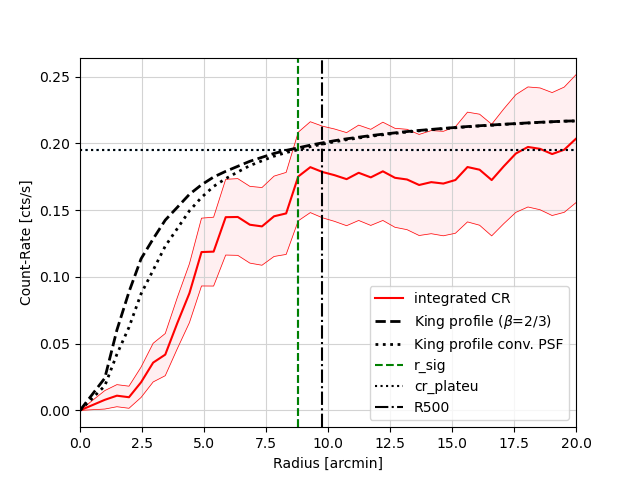 0.25
0.20
0.15
0.10
0.05
0.00
Count-Rate [cts/s]
integrated CR
King profile (β=2/3)
King profile conv. PSF
r_sig
cr_plateu
R500
0.0 2.5 5.0 7.5 10.0 12.5 15.0 17.5 20.0
Radius [arcmin]